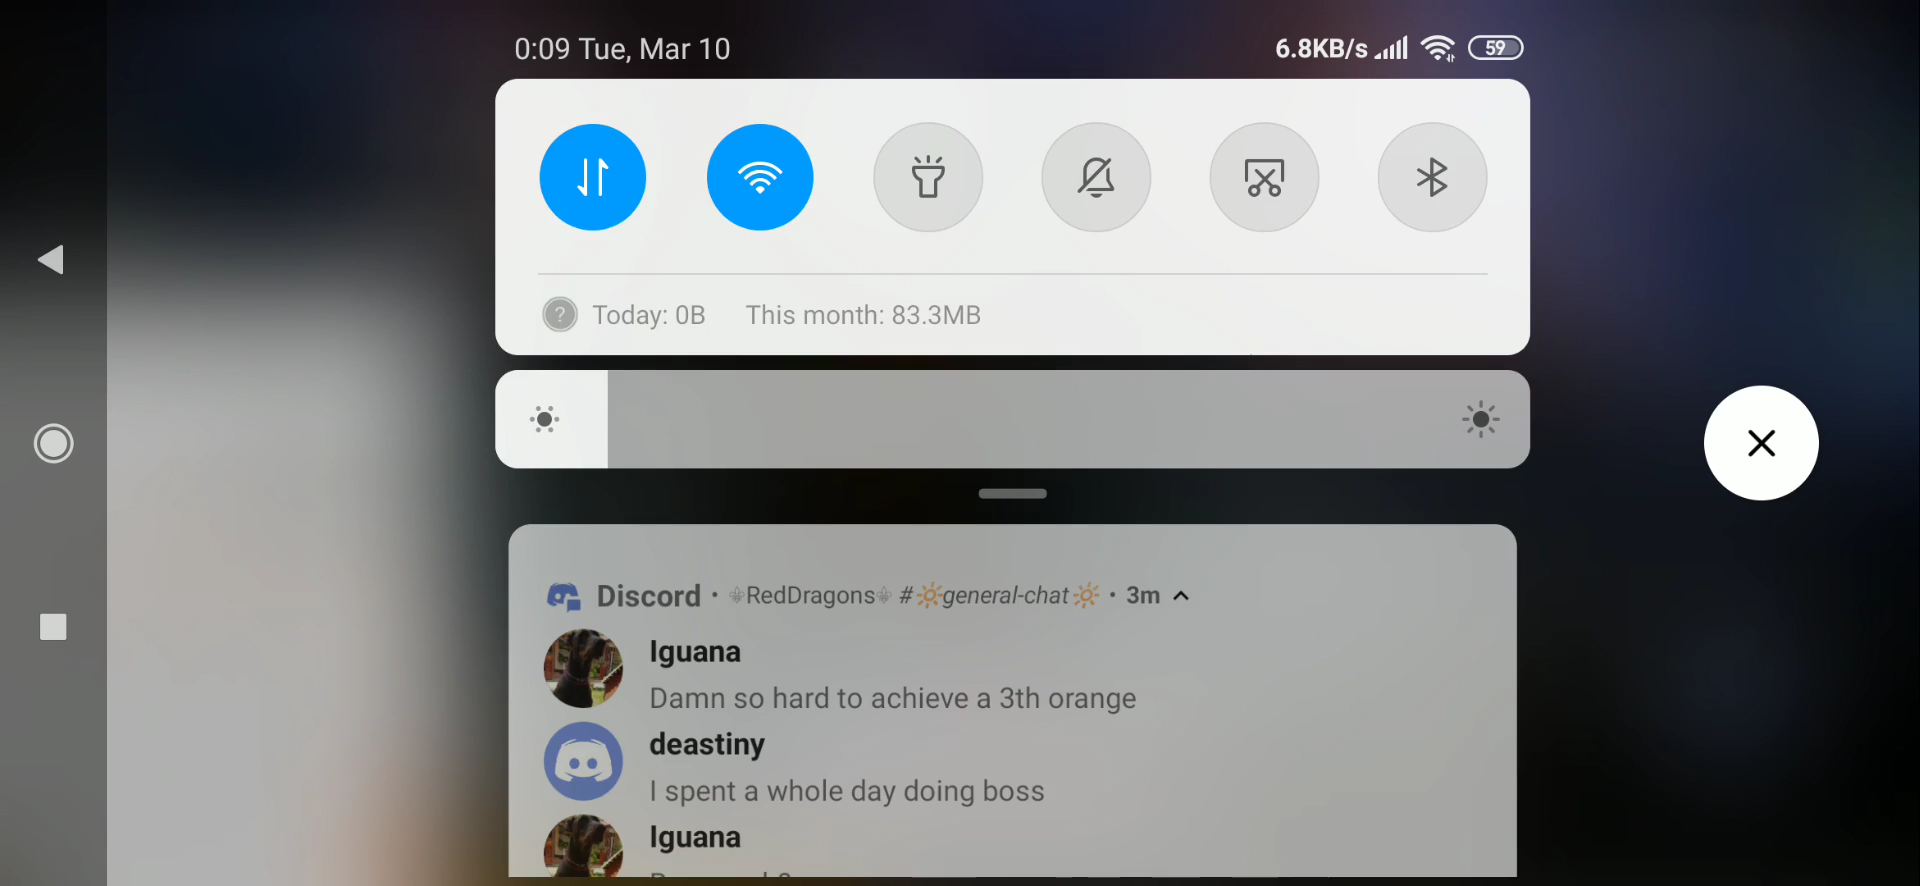 0:09 Tue, Mar 10
6.8KB/s
59
? Today: 0B This month: 83.3MB
Discord • ⚜RedDragons⚜ #🔆general-chat🔆 • 3m
Iguana
Damn so hard to achieve a 3th orange
deastiny
I spent a whole day doing boss
Iguana